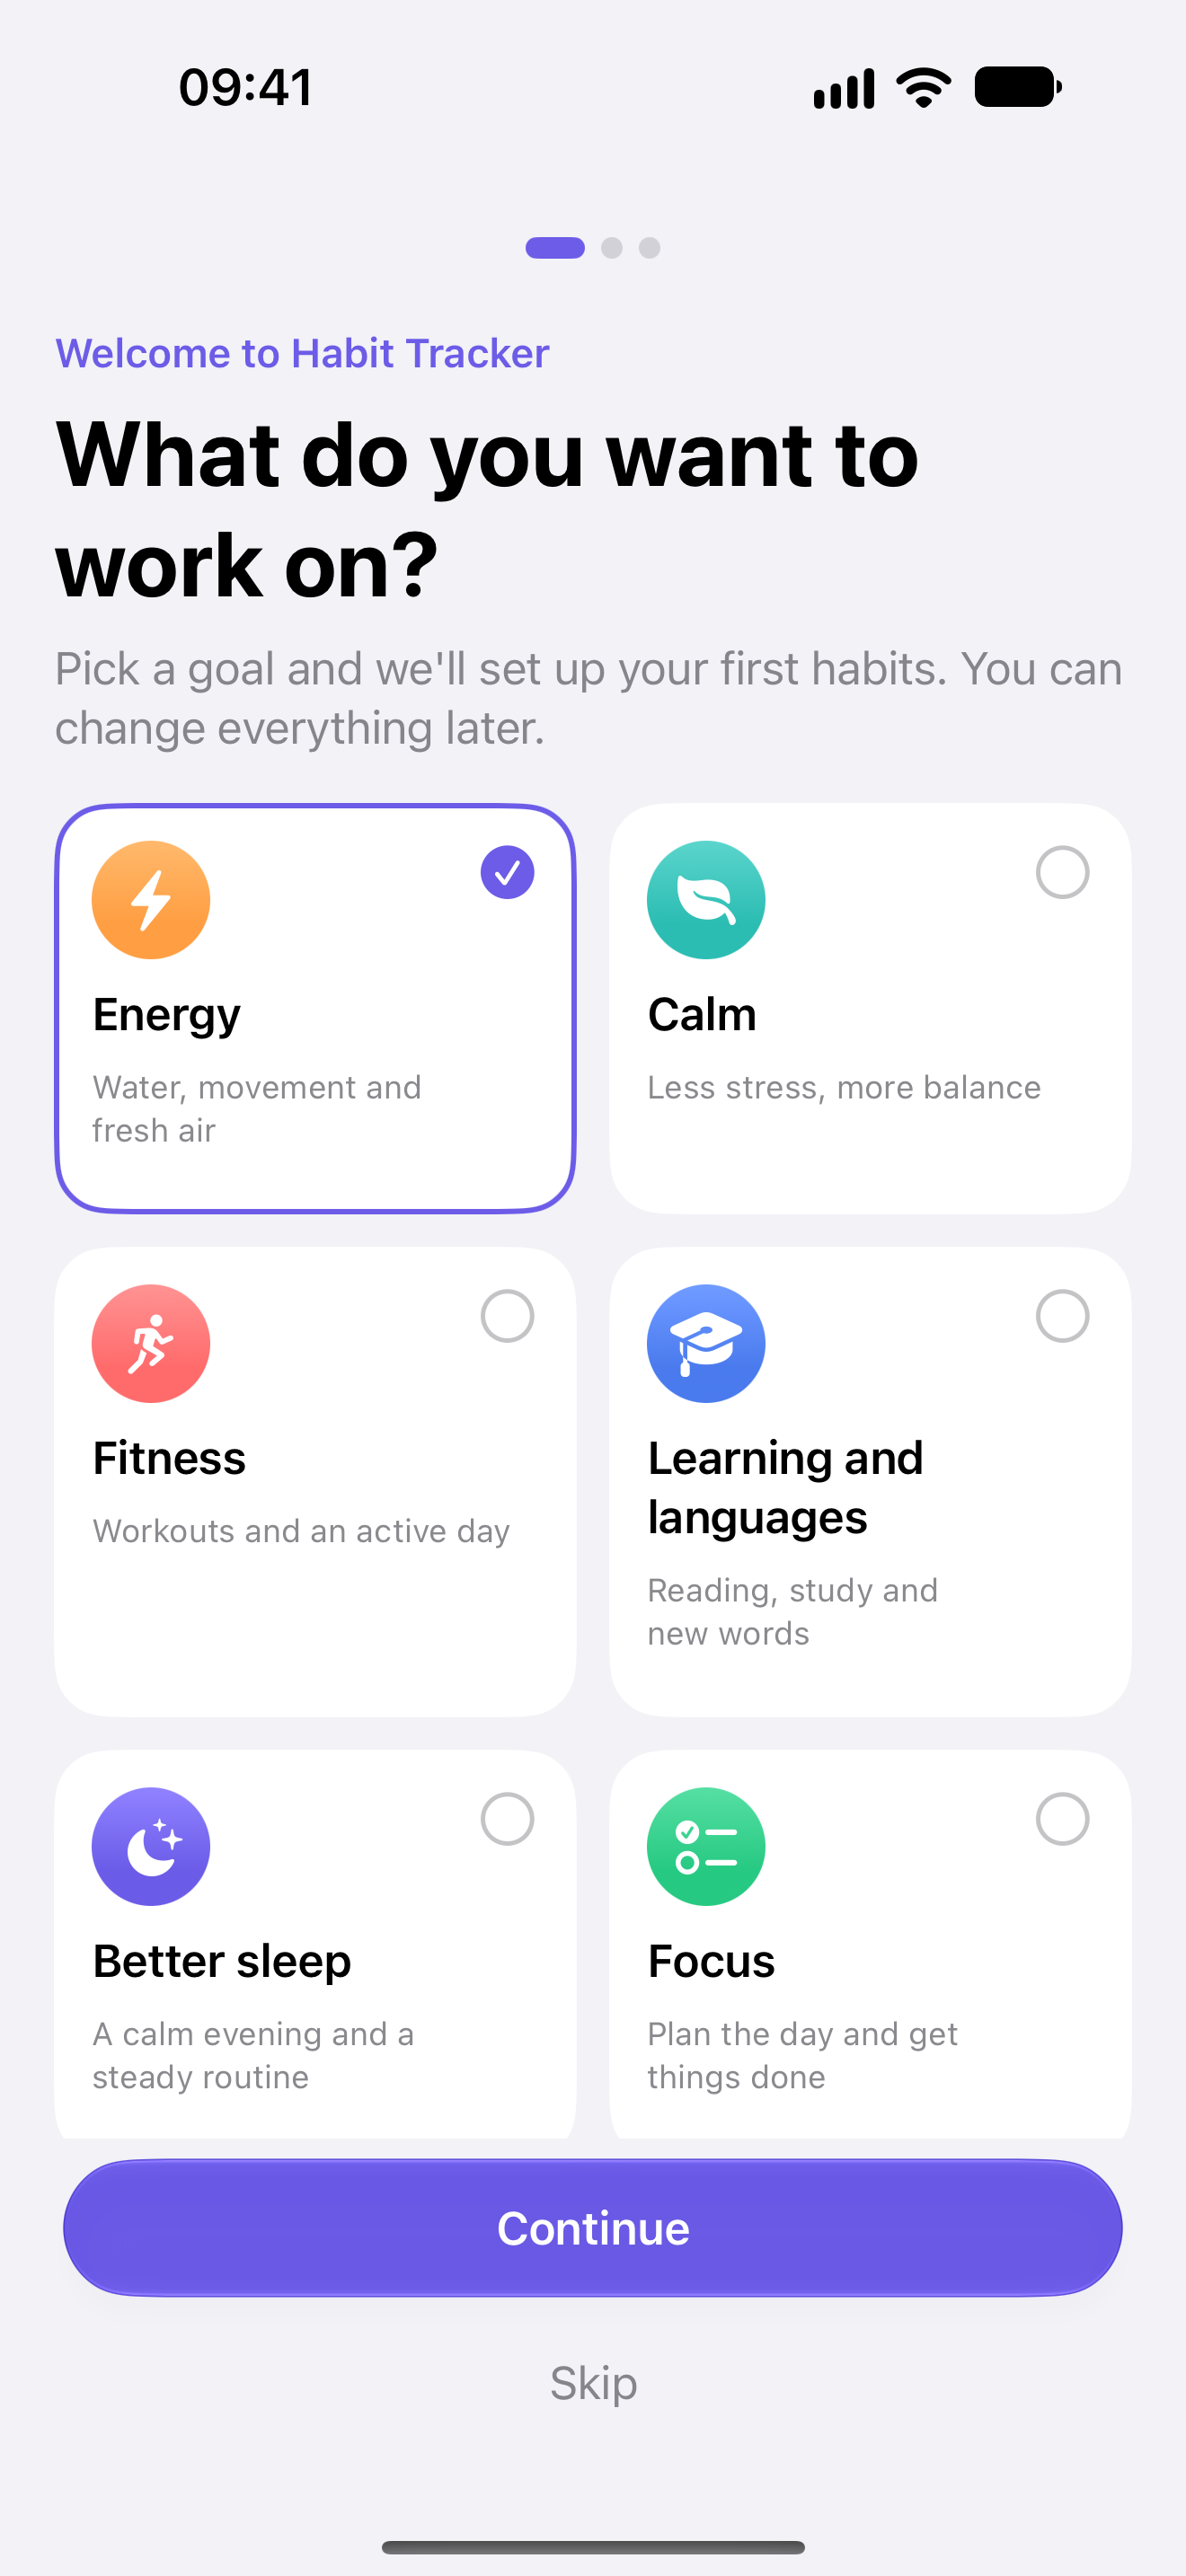 09:41
Welcome to Habit Tracker
What do you want to
work on?
Pick a goal and we'll set up your first habits. You can
change everything later.
Energy
Water, movement and
fresh air
Calm
Less stress, more balance
Fitness
Workouts and an active day
Learning and
languages
Reading, study and
new words
Better sleep
A calm evening and a
steady routine
Focus
Plan the day and get
things done
Continue
Skip